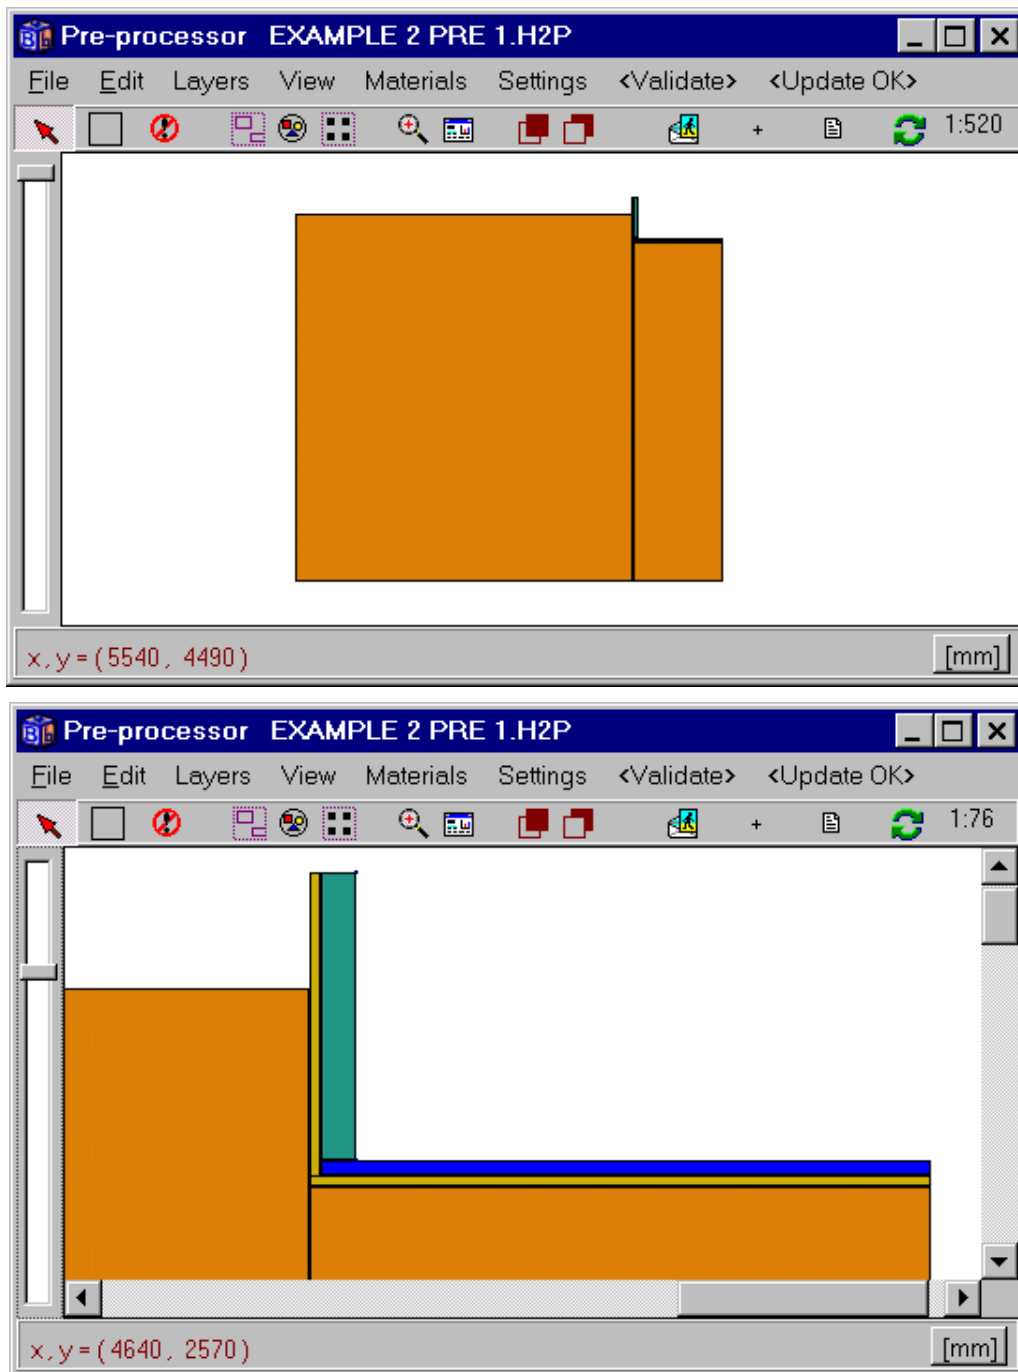 Pre-processor EXAMPLE 2 PRE 1.H2P
File Edit Layers View Materials Settings <Validate> <Update OK>
1:520
x,y=(5540, 4490) [mm]
Pre-processor EXAMPLE 2 PRE 1.H2P
File Edit Layers View Materials Settings <Validate> <Update OK>
1:76
x,y=(4640, 2570) [mm]